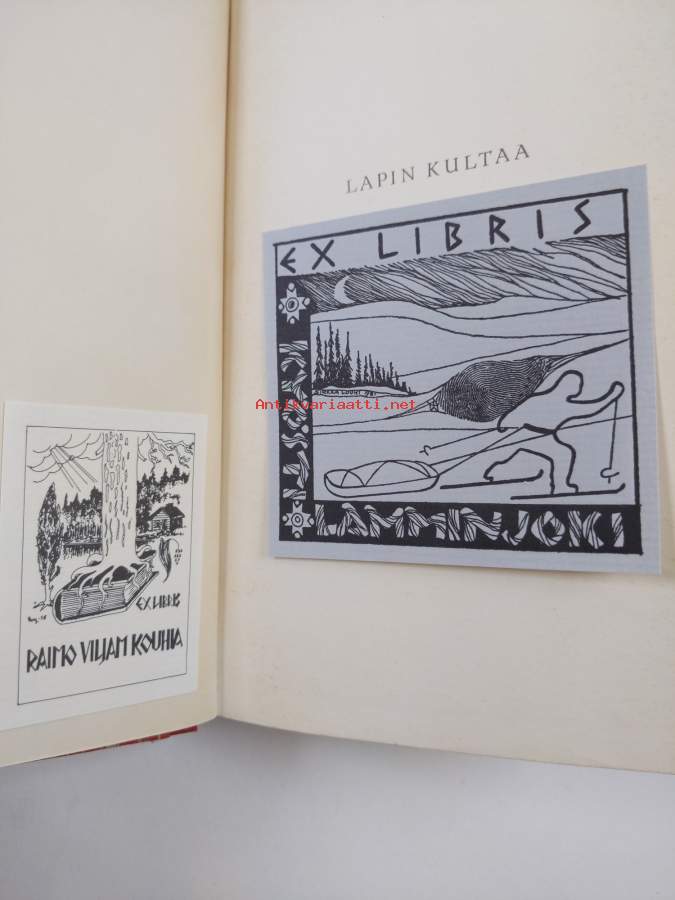 LAPIN KULTAA
EX LIBRIS
LAMMINJOKI
Antikvariaatti.net
EX LIBRIS
RAIMO VILJAM KOUHIA